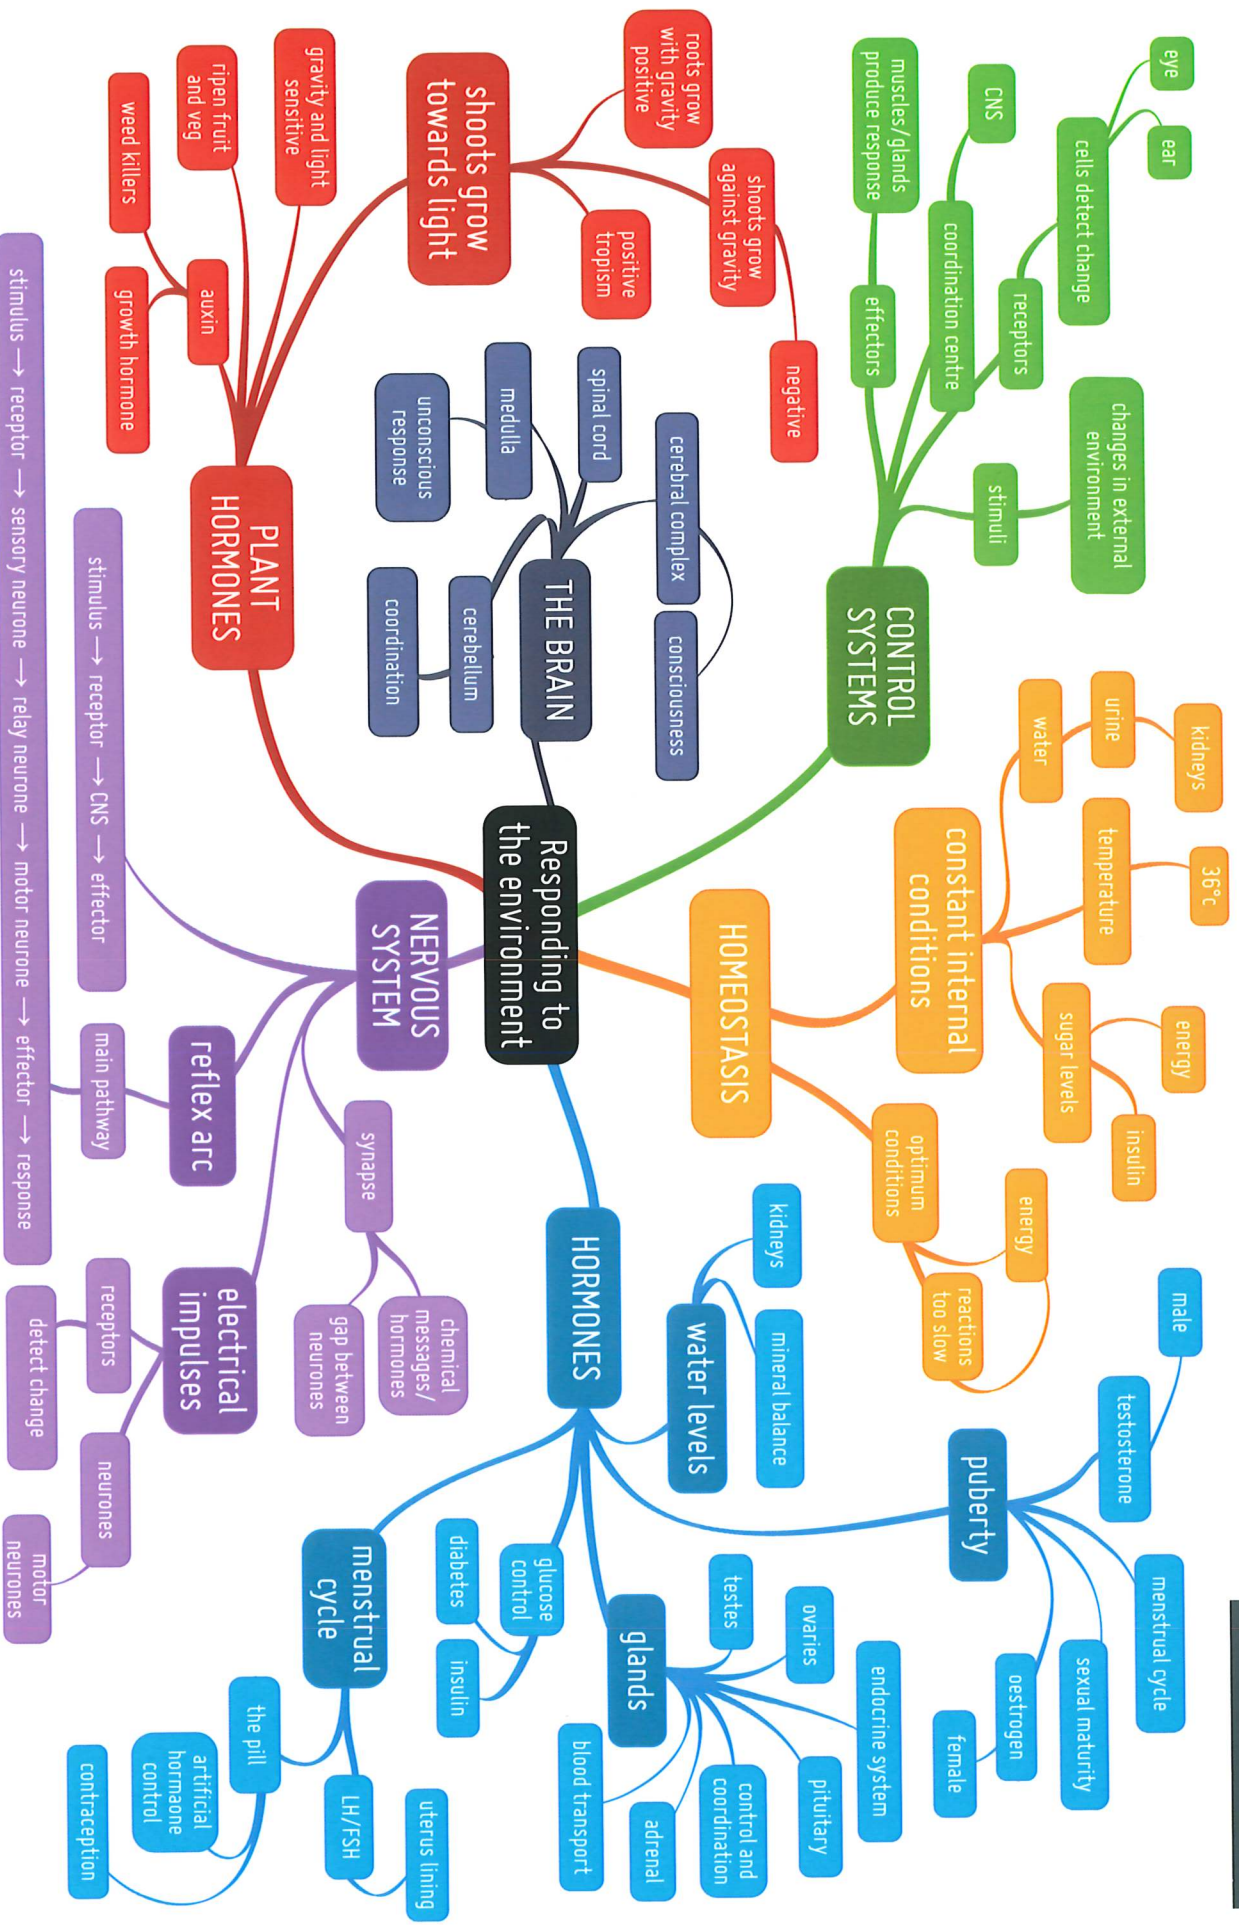 Responding to
the environment
CONTROL
SYSTEMS
stimuli
changes in external
environment
receptors
cells detect change
eye
ear
coordination centre
CNS
effectors
muscles/glands
produce response
HOMEOSTASIS
constant internal
conditions
water
urine
kidneys
temperature
36°c
sugar levels
energy
insulin
optimum
conditions
energy
reactions
too slow
HORMONES
water levels
kidneys
mineral balance
puberty
testosterone
male
menstrual cycle
sexual maturity
oestrogen
female
glands
testes
ovaries
endocrine system
pituitary
control and
coordination
adrenal
blood transport
glucose
control
diabetes
insulin
menstrual
cycle
LH/FSH
uterus lining
the pill
artificial
hormaone
control
contraception
NERVOUS
SYSTEM
synapse
chemical
messages/
hormones
gap between
neurones
electrical
impulses
receptors
detect change
neurones
motor
neurones
reflex arc
main pathway
stimulus → receptor → sensory neurone → relay neurone → motor neurone → effector → response
stimulus → receptor → CNS → effector
PLANT
HORMONES
shoots grow
towards light
roots grow
with gravity
positive
shoots grow
against gravity
negative
positive
tropism
gravity and light
sensitive
ripen fruit
and veg
auxin
weed killers
growth hormone
THE BRAIN
cerebral complex
consciousness
spinal cord
medulla
unconscious
response
cerebellum
coordination